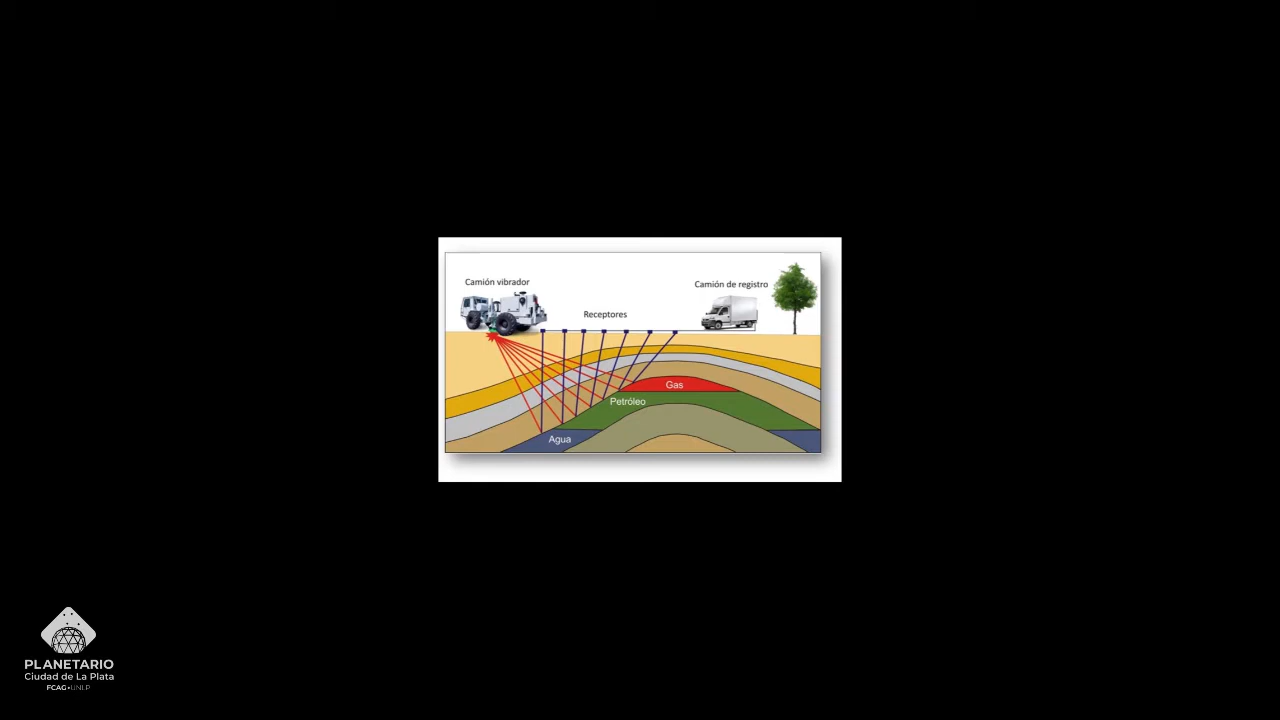 Camión vibrador
Camión de registro
Receptores
Gas
Petróleo
Agua
PLANETARIO
Ciudad de La Plata
FCAG•UNLP